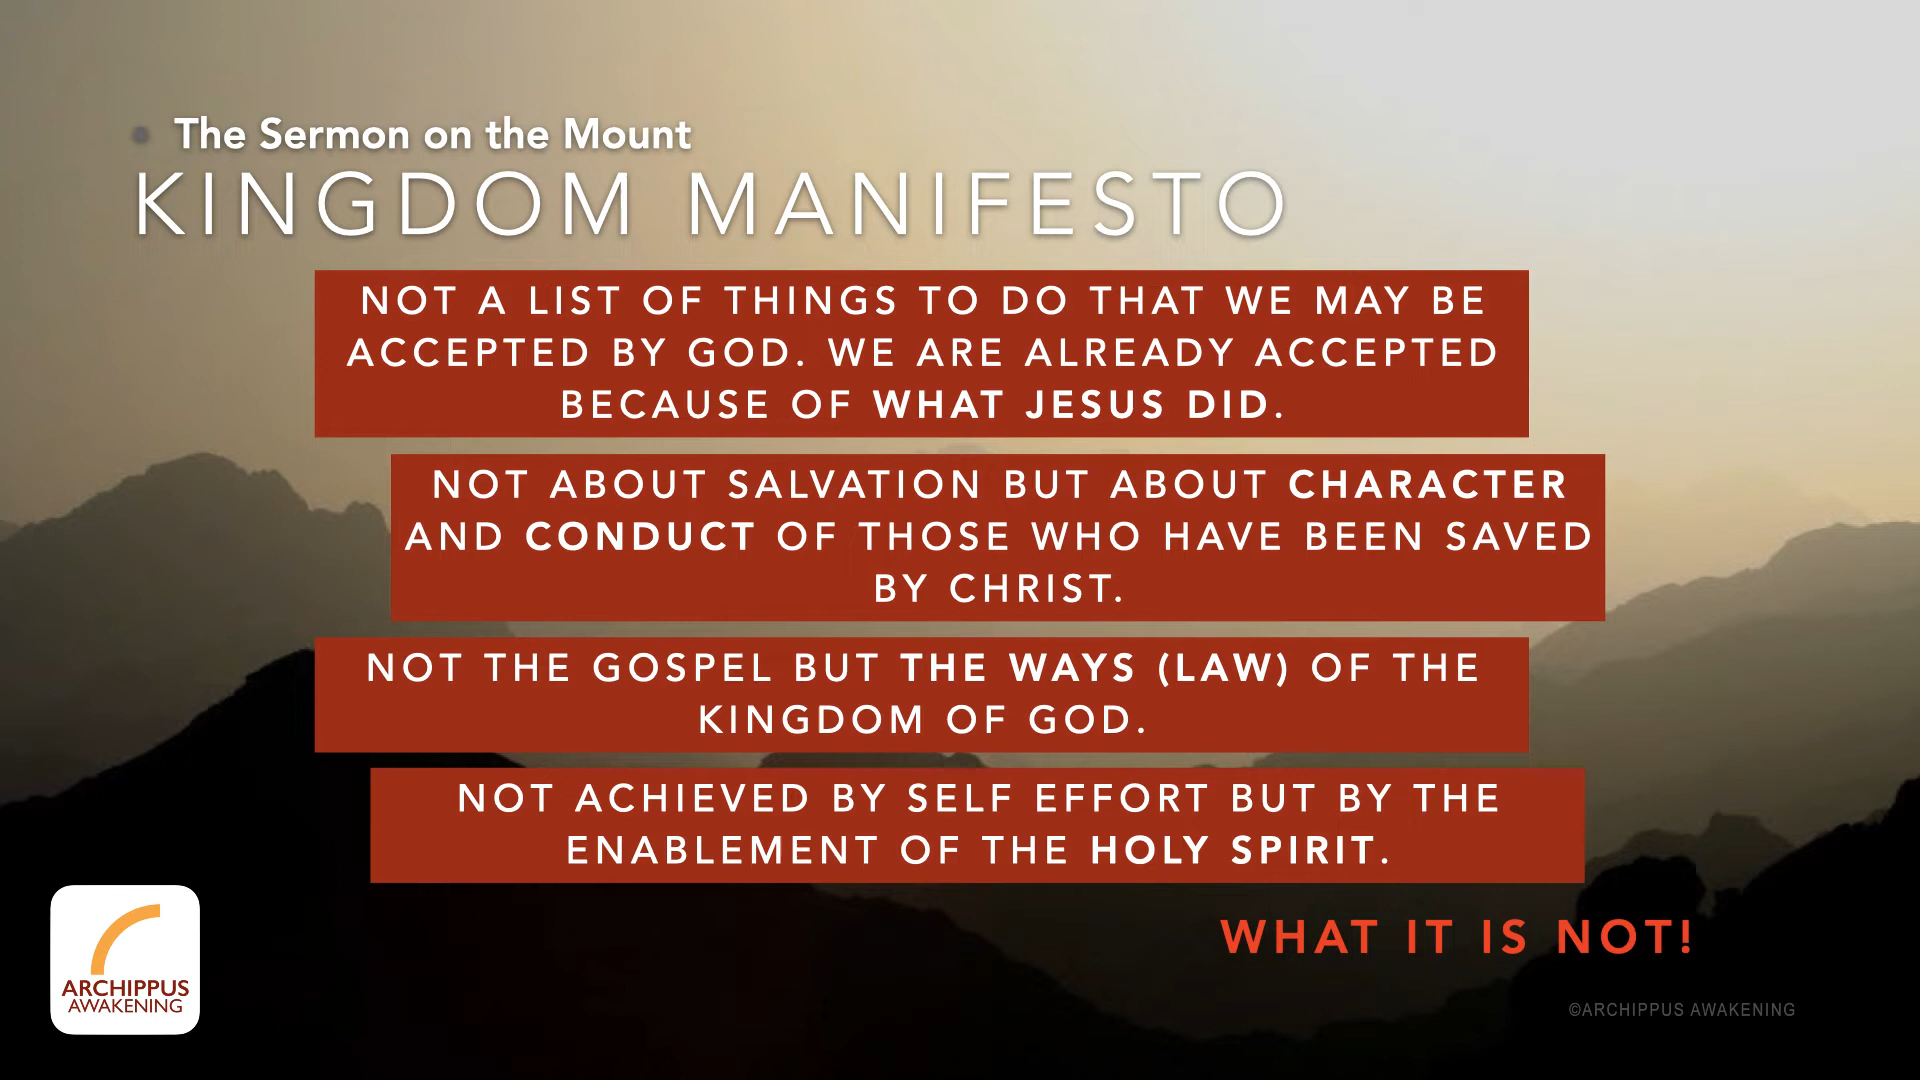 • The Sermon on the Mount
KINGDOM MANIFESTO
NOT A LIST OF THINGS TO DO THAT WE MAY BE
ACCEPTED BY GOD. WE ARE ALREADY ACCEPTED
BECAUSE OF WHAT JESUS DID.
NOT ABOUT SALVATION BUT ABOUT CHARACTER
AND CONDUCT OF THOSE WHO HAVE BEEN SAVED
BY CHRIST.
NOT THE GOSPEL BUT THE WAYS (LAW) OF THE
KINGDOM OF GOD.
NOT ACHIEVED BY SELF EFFORT BUT BY THE
ENABLEMENT OF THE HOLY SPIRIT.
WHAT IT IS NOT!
ARCHIPPUS
AWAKENING
©ARCHIPPUS AWAKENING